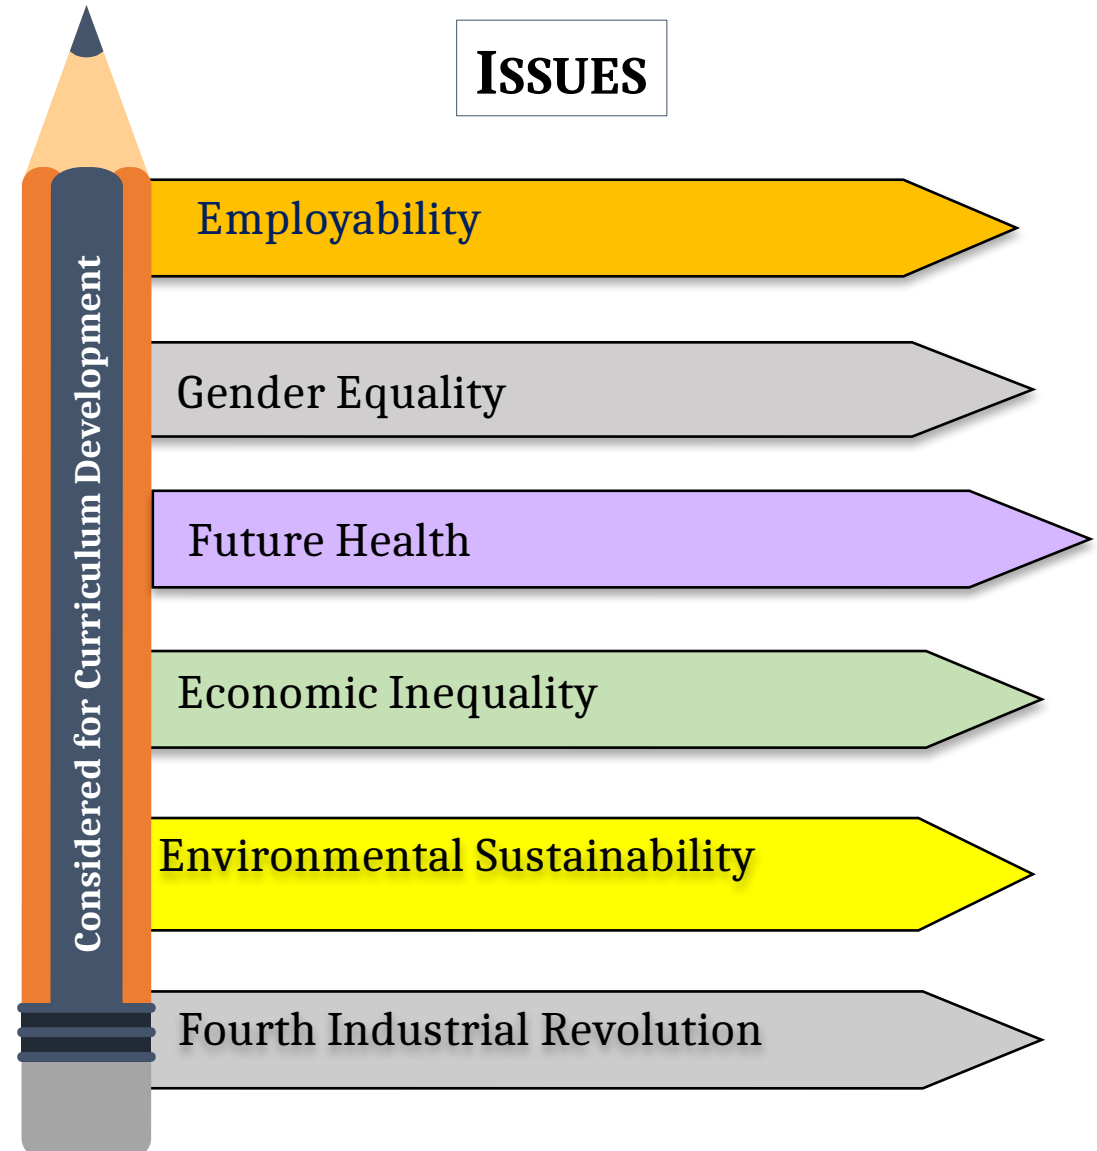 ISSUES
Considered for Curriculum Development
Employability
Gender Equality
Future Health
Economic Inequality
Environmental Sustainability
Fourth Industrial Revolution